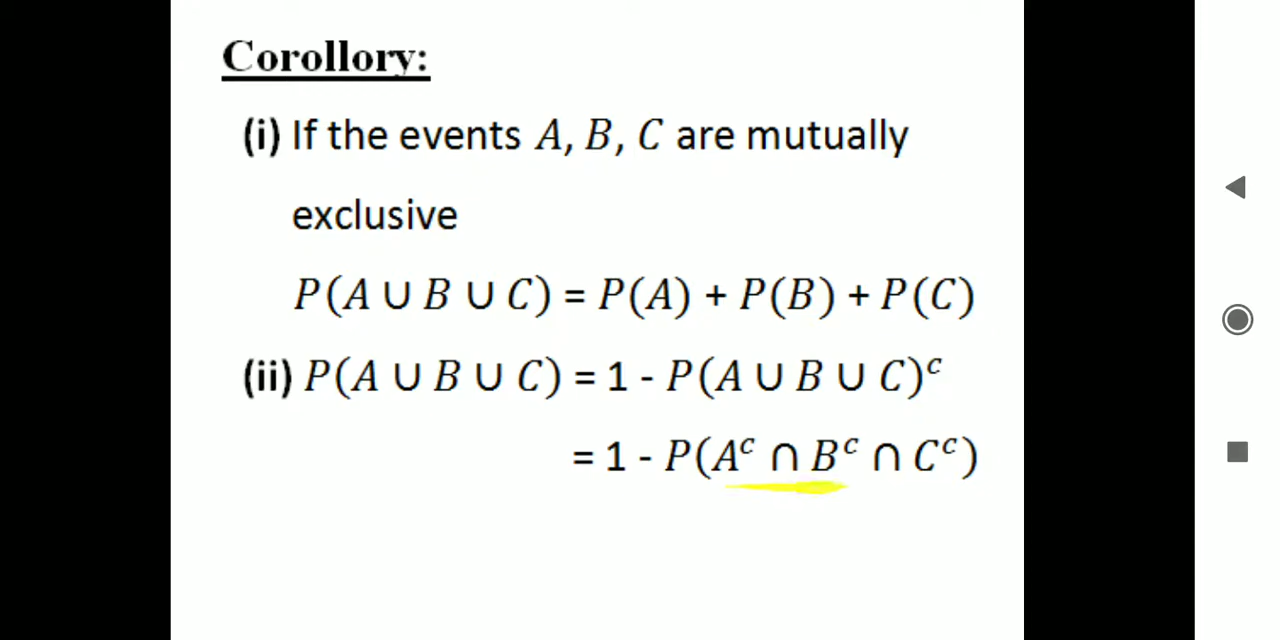 Corollory:
(i) If the events A, B, C are mutually
exclusive
P(A ∪ B ∪ C) = P(A) + P(B) + P(C)
(ii) P(A ∪ B ∪ C) = 1 - P(A ∪ B ∪ C)ᶜ
= 1 - P(Aᶜ ∩ Bᶜ ∩ Cᶜ)